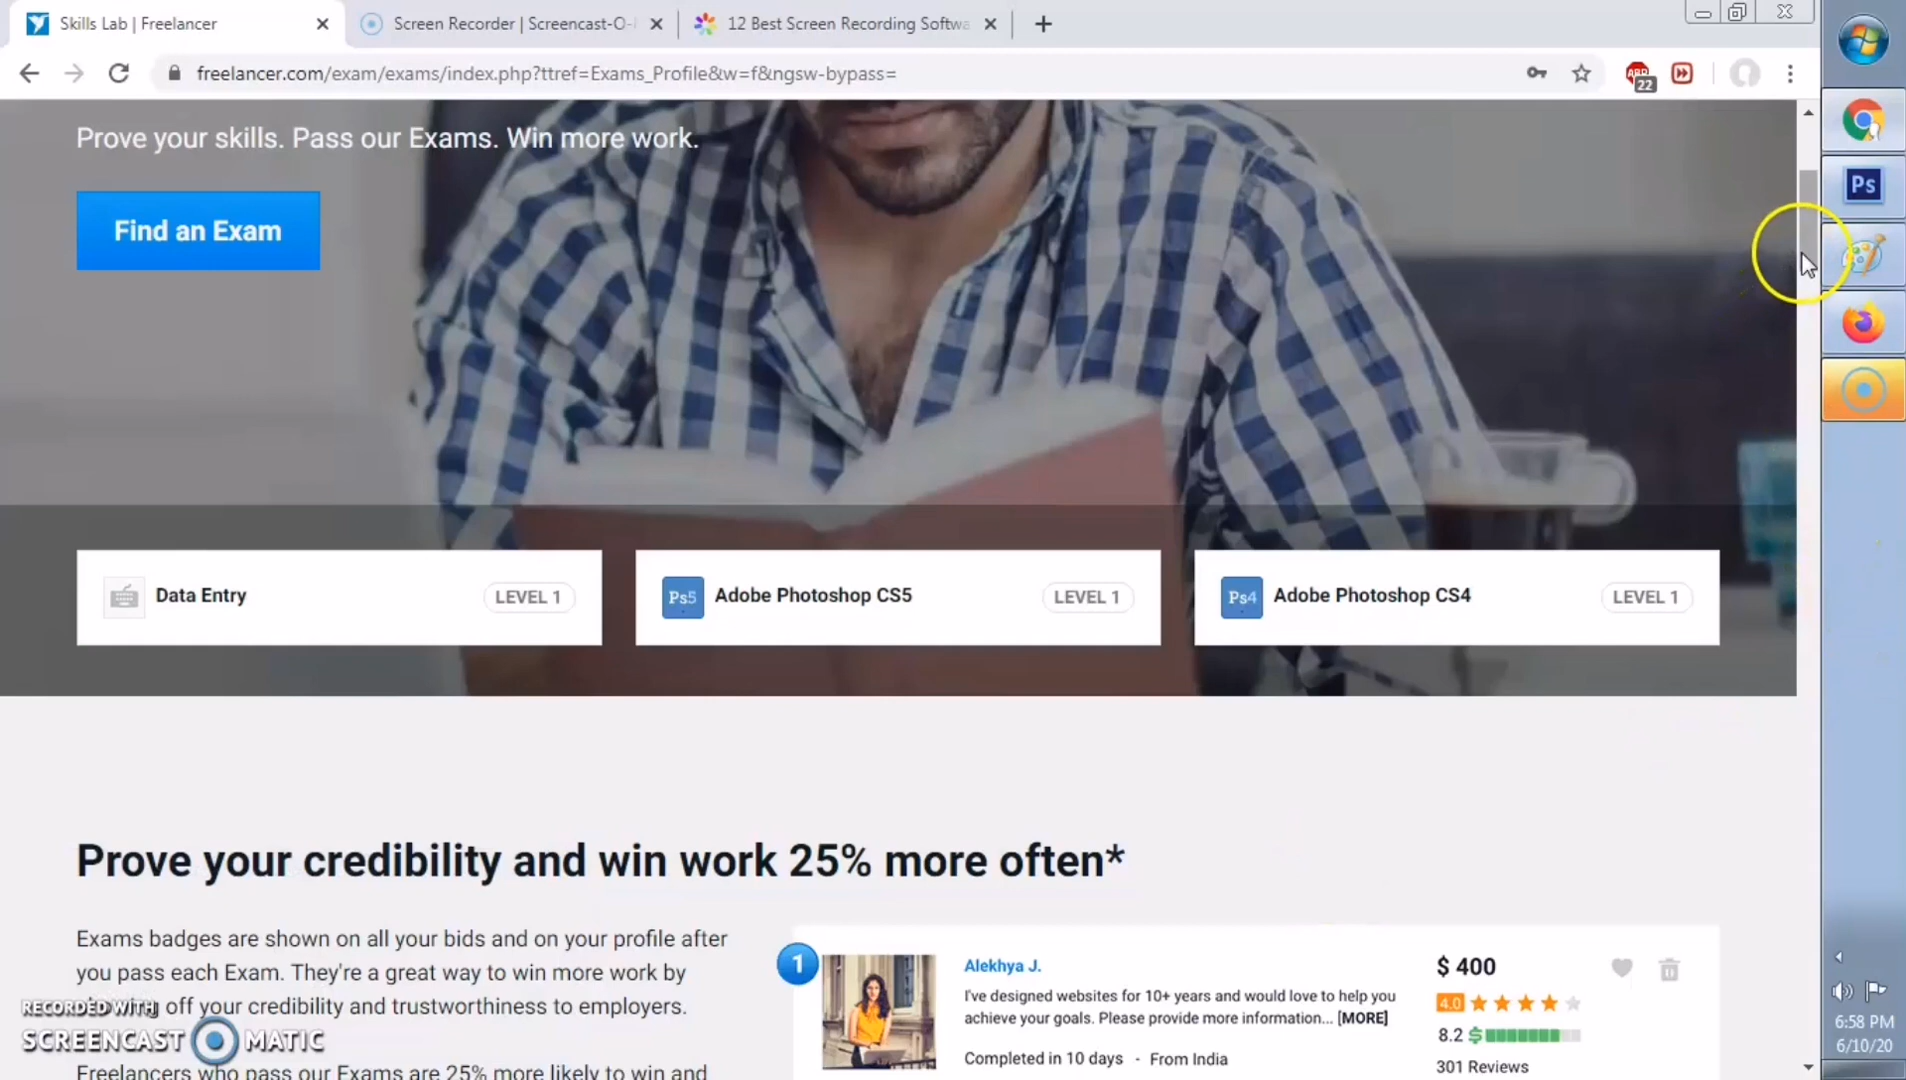 Skills Lab | Freelancer
Screen Recorder | Screencast-O-
12 Best Screen Recording Softwa
freelancer.com/exam/exams/index.php?ttref=Exams_Profile&w=f&ngsw-bypass=
ABP
22
Prove your skills. Pass our Exams. Win more work.
Ps
Find an Exam
Data Entry
LEVEL 1
Ps5
Adobe Photoshop CS5
LEVEL 1
Ps4
Adobe Photoshop CS4
LEVEL 1
Prove your credibility and win work 25% more often*
Exams badges are shown on all your bids and on your profile after
you pass each Exam. They're a great way to win more work by
off your credibility and trustworthiness to employers.
Freelancers who pass our Exams are 25% more likely to win and
1
Alekhya J.
I've designed websites for 10+ years and would love to help you
achieve your goals. Please provide more information... [MORE]
Completed in 10 days - From India
$ 400
4.0
8.2 $
301 Reviews
RECORDED WITH
SCREENCAST MATIC
6:58 PM
6/10/20